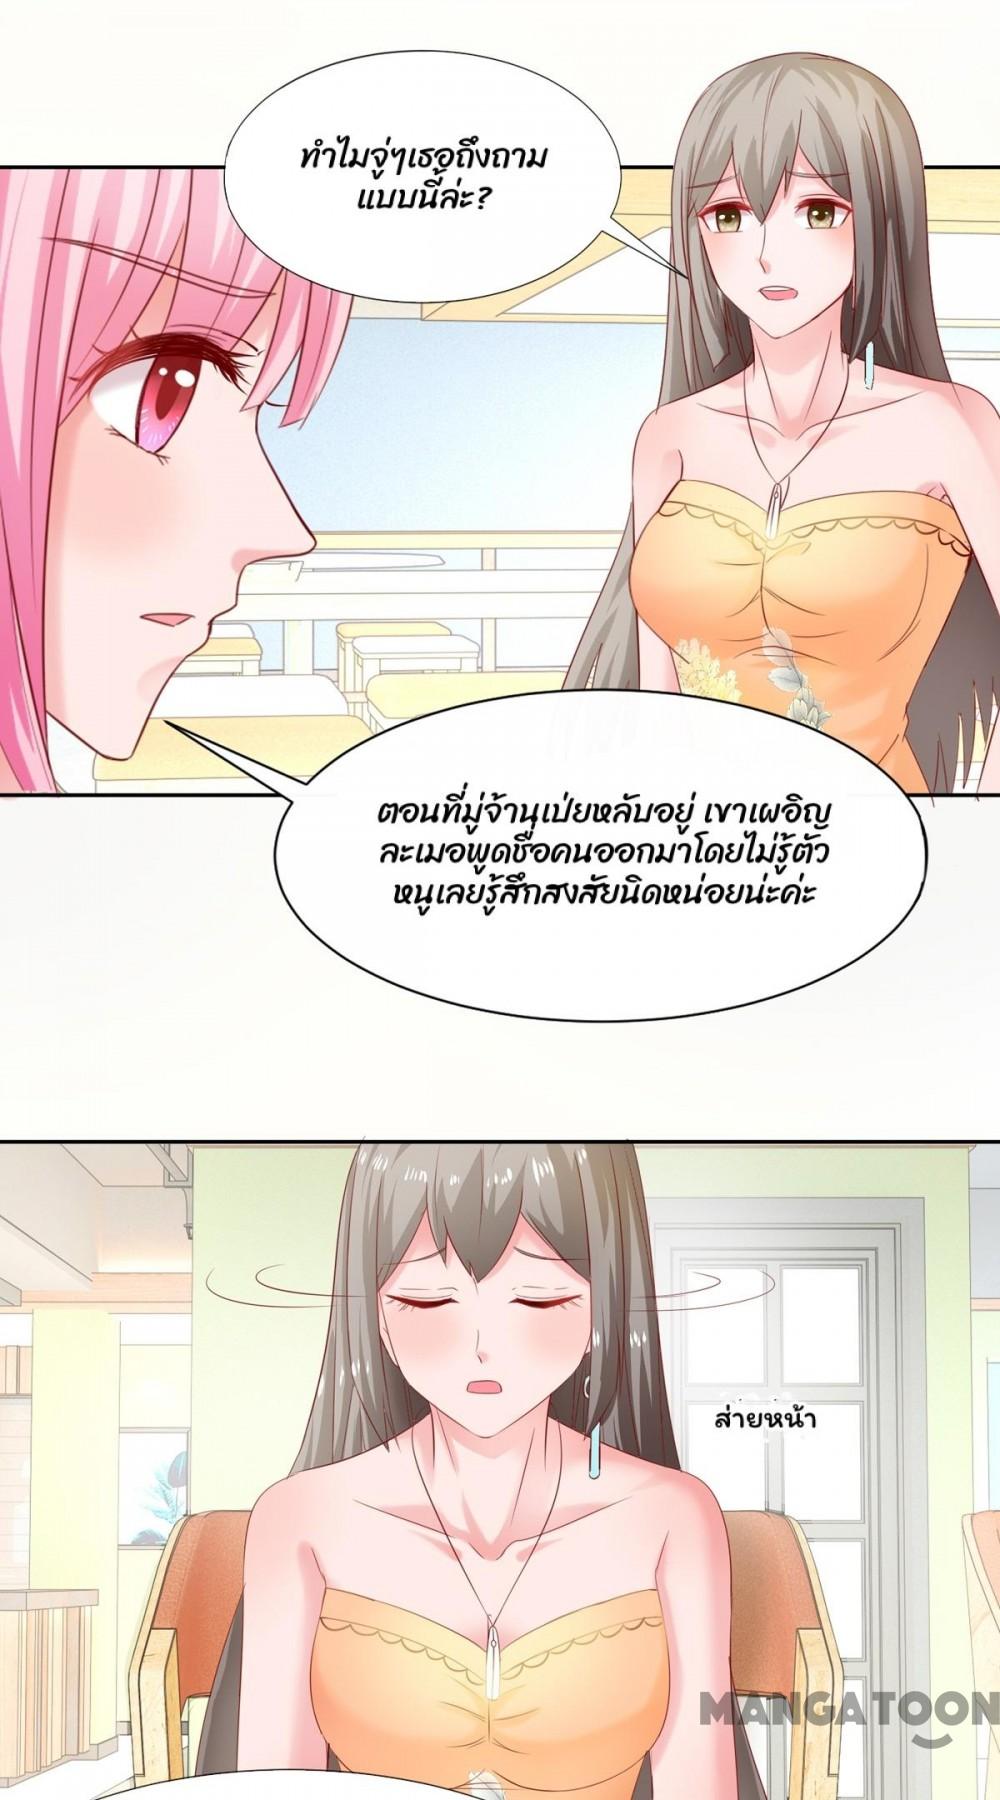 ทำไมจู่ๆเธอถึงถาม
แบบนี้ล่ะ?
ตอนที่มู่จ้านเป่ยหลับอยู่ เขาเผอิญ
ละเมอพูดชื่อคนออกมาโดยไม่รู้ตัว
หนูเลยรู้สึกสงสัยนิดหน่อยน่ะค่ะ
ส่ายหน้า
MANGATOON